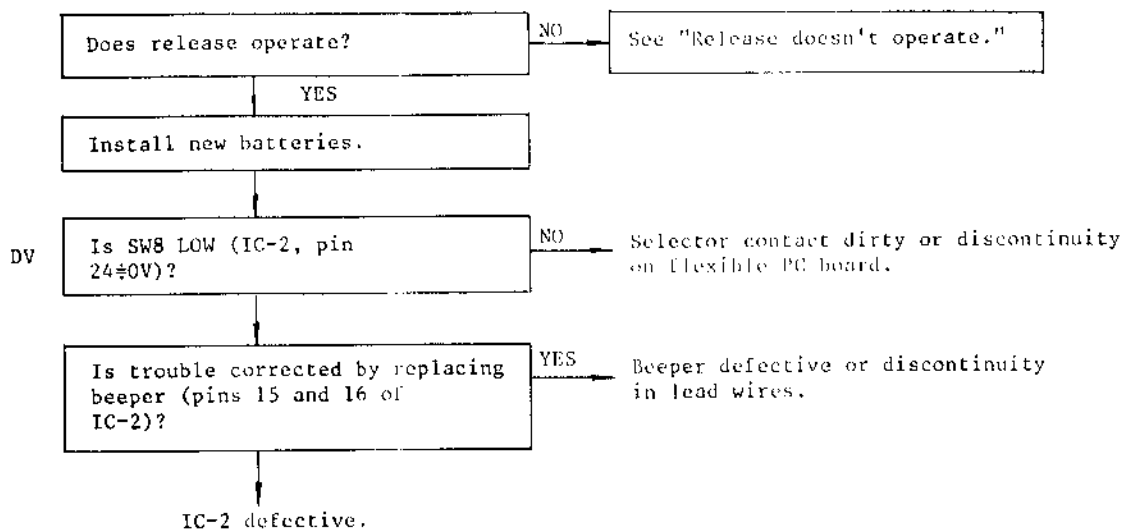 Does release operate?
NO
See "Release doesn't operate."
YES
Install new batteries.
DV
Is SW8 LOW (IC-2, pin
24≑0V)?
NO
Selector contact dirty or discontinuity
on flexible PC board.
Is trouble corrected by replacing
beeper (pins 15 and 16 of
IC-2)?
YES
Beeper defective or discontinuity
in lead wires.
IC-2 defective.